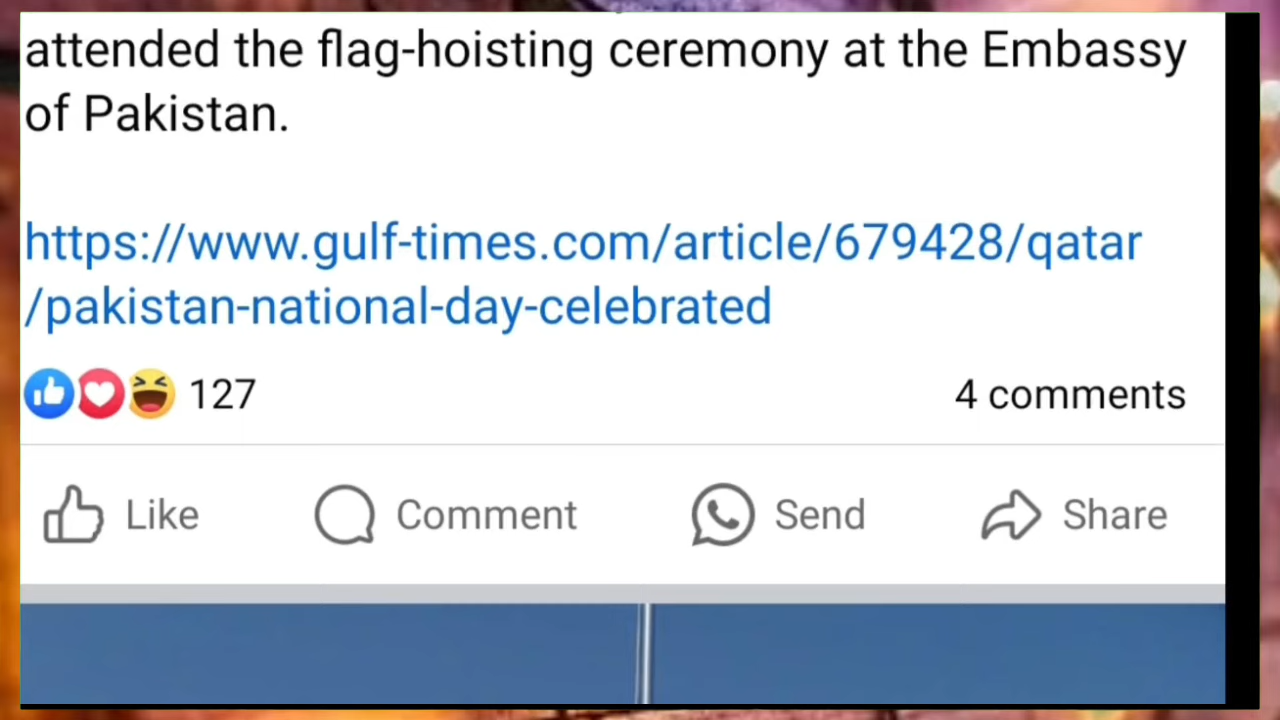 attended the flag-hoisting ceremony at the Embassy
of Pakistan.
https://www.gulf-times.com/article/679428/qatar
/pakistan-national-day-celebrated
127
4 comments
Like
Comment
Send
Share